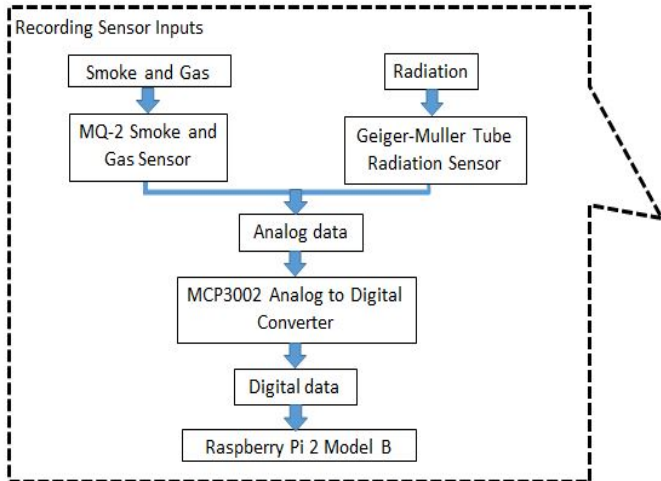 Recording Sensor Inputs
Smoke and Gas
Radiation
MQ-2 Smoke and
Gas Sensor
Geiger-Muller Tube
Radiation Sensor
Analog data
MCP3002 Analog to Digital
Converter
Digital data
Raspberry Pi 2 Model B